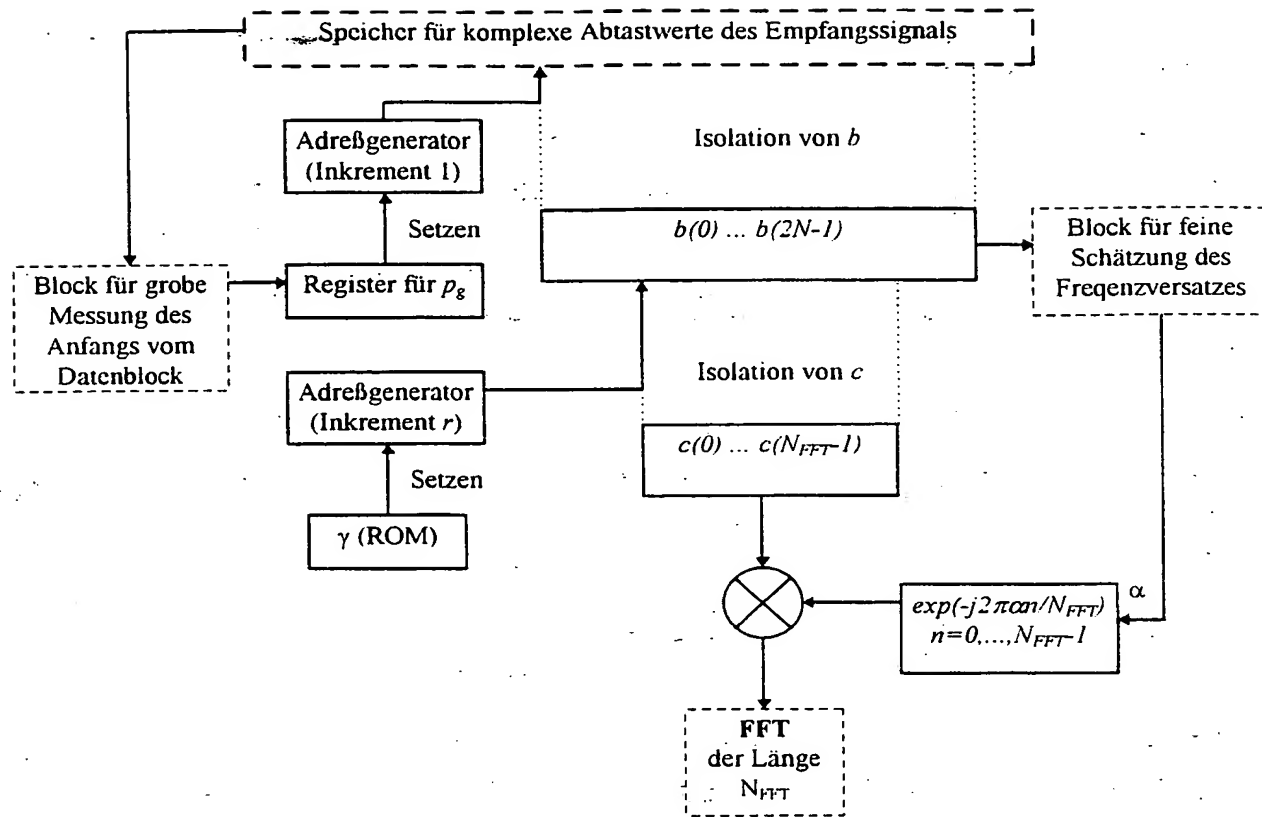 Speicher für komplexe Abtastwerte des Empfangssignals
Adreßgenerator
(Inkrement 1)
Isolation von b
Setzen
b(0) ... b(2N-1)
Block für feine
Schätzung des
Freqenzversatzes
Block für grobe
Messung des
Anfangs vom
Datenblock
Register für p_g
Adreßgenerator
(Inkrement r)
Isolation von c
c(0) ... c(N_FFT-1)
Setzen
γ (ROM)
α
exp(-j2παn/N_FFT)
n=0,...,N_FFT-1
FFT
der Länge
N_FFT